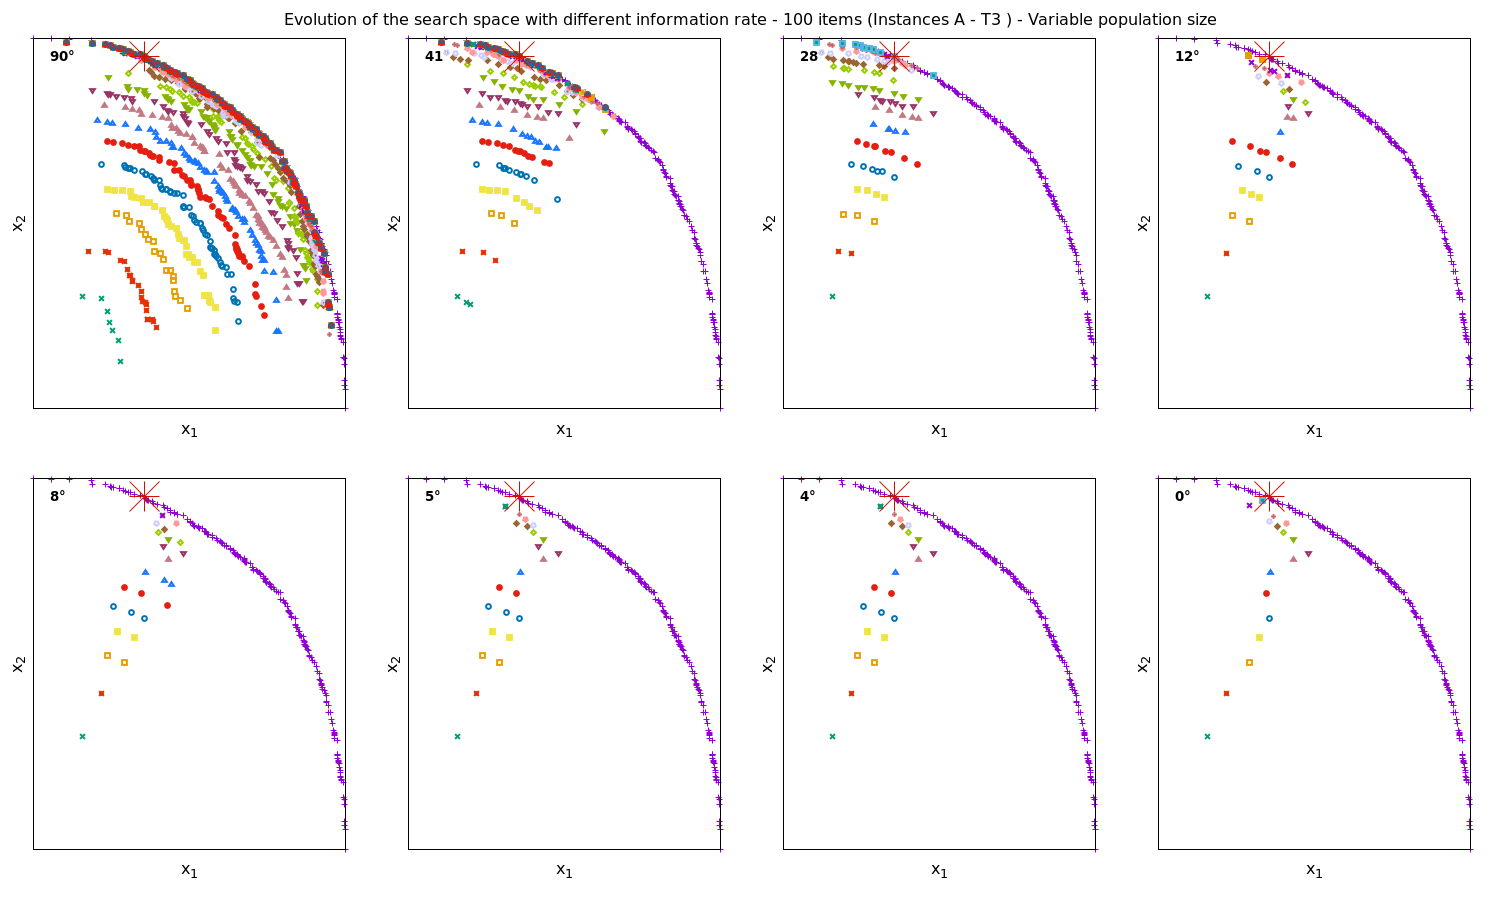 Evolution of the search space with different information rate - 100 items (Instances A - T3 ) - Variable population size
90°
41
28
12°
x2
x2
x2
x2
x1
x1
x1
x1
8°
5°
4°
0°
x2
x2
x2
x2
x1
x1
x1
x1